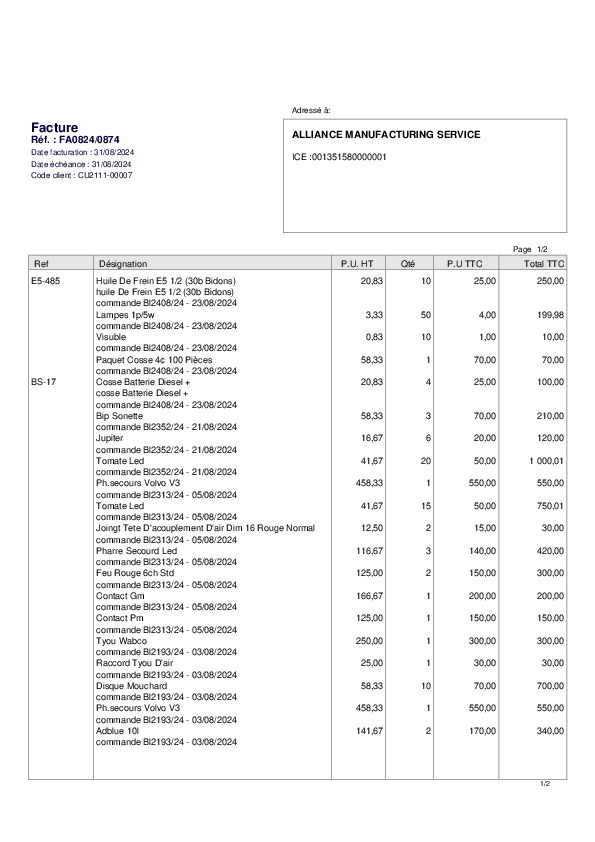 Adressé à:
Facture
Réf. : FA0824/0874
Date facturation : 31/08/2024
Date échéance : 31/08/2024
Code client : CU2111-00007
ALLIANCE MANUFACTURING SERVICE
ICE :001351580000001
Page 1/2
Ref Désignation P.U. HT Qté P.U TTC Total TTC
E5-485 Huile De Frein E5 1/2 (30b Bidons) 20,83 10 25,00 250,00
huile De Frein E5 1/2 (30b Bidons)
commande Bl2408/24 - 23/08/2024
Lampes 1p/5w 3,33 50 4,00 199,98
commande Bl2408/24 - 23/08/2024
Visuble 0,83 10 1,00 10,00
commande Bl2408/24 - 23/08/2024
Paquet Cosse 4¢ 100 Pièces 58,33 1 70,00 70,00
commande Bl2408/24 - 23/08/2024
BS-17 Cosse Batterie Diesel + 20,83 4 25,00 100,00
cosse Batterie Diesel +
commande Bl2408/24 - 23/08/2024
Bip Sonette 58,33 3 70,00 210,00
commande Bl2352/24 - 21/08/2024
Jupiter 16,67 6 20,00 120,00
commande Bl2352/24 - 21/08/2024
Tomate Led 41,67 20 50,00 1 000,01
commande Bl2352/24 - 21/08/2024
Ph.secours Volvo V3 458,33 1 550,00 550,00
commande Bl2313/24 - 05/08/2024
Tomate Led 41,67 15 50,00 750,01
commande Bl2313/24 - 05/08/2024
Joingt Tete D'acouplement D'air Dim 16 Rouge Normal 12,50 2 15,00 30,00
commande Bl2313/24 - 05/08/2024
Pharre Secourd Led 116,67 3 140,00 420,00
commande Bl2313/24 - 05/08/2024
Feu Rouge 6ch Std 125,00 2 150,00 300,00
commande Bl2313/24 - 05/08/2024
Contact Gm 166,67 1 200,00 200,00
commande Bl2313/24 - 05/08/2024
Contact Pm 125,00 1 150,00 150,00
commande Bl2313/24 - 05/08/2024
Tyou Wabco 250,00 1 300,00 300,00
commande Bl2193/24 - 03/08/2024
Raccord Tyou D'air 25,00 1 30,00 30,00
commande Bl2193/24 - 03/08/2024
Disque Mouchard 58,33 10 70,00 700,00
commande Bl2193/24 - 03/08/2024
Ph.secours Volvo V3 458,33 1 550,00 550,00
commande Bl2193/24 - 03/08/2024
Adblue 10l 141,67 2 170,00 340,00
commande Bl2193/24 - 03/08/2024
1/2